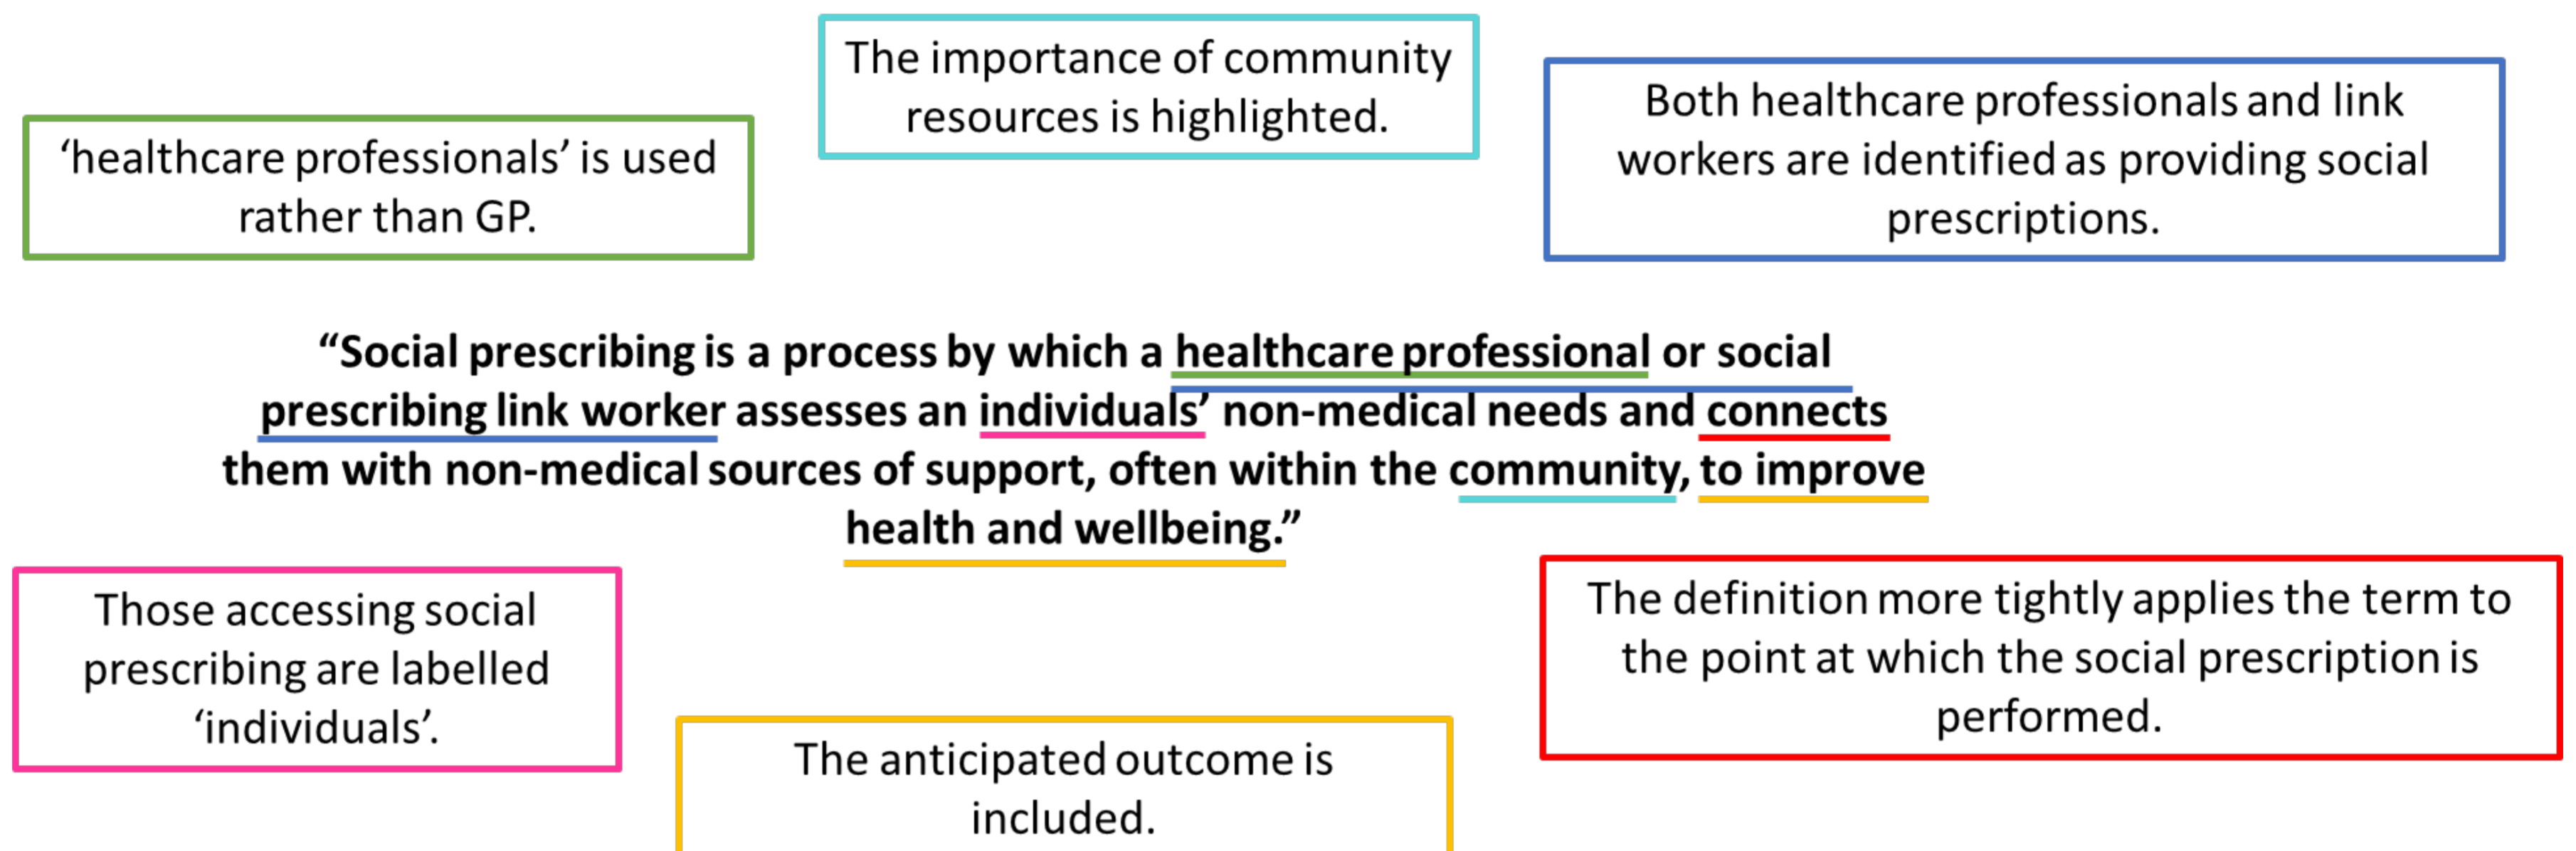 The importance of community
resources is highlighted.
‘healthcare professionals’ is used
rather than GP.
Both healthcare professionals and link
workers are identified as providing social
prescriptions.
“Social prescribing is a process by which a healthcare professional or social
prescribing link worker assesses an individuals’ non-medical needs and connects
them with non-medical sources of support, often within the community, to improve
health and wellbeing.”
Those accessing social
prescribing are labelled
‘individuals’.
The anticipated outcome is
included.
The definition more tightly applies the term to
the point at which the social prescription is
performed.